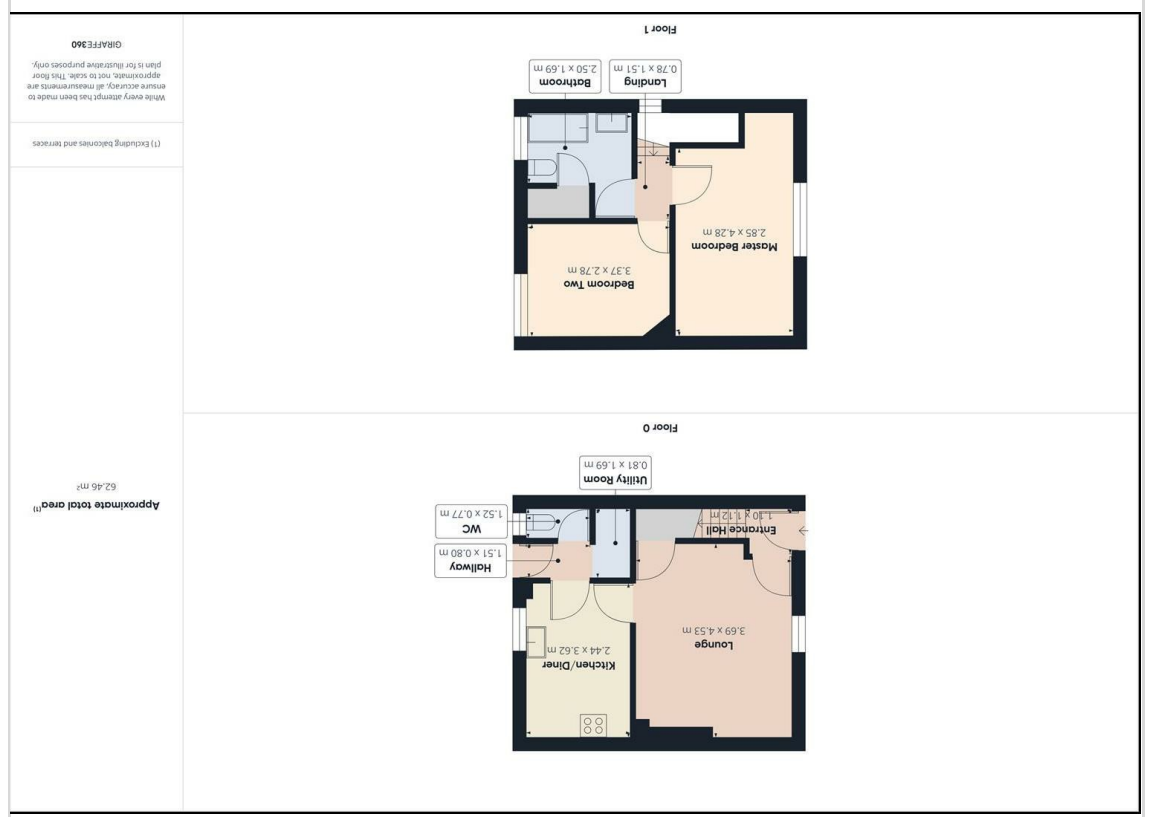 Lounge
3.69 x 4.53 m
Kitchen/Diner
2.44 x 3.62 m
Entrance Hall
1.10 x 1.12 m
Hallway
1.51 x 0.80 m
WC
1.52 x 0.77 m
Utility Room
0.81 x 1.69 m
Floor 0
Master Bedroom
2.85 x 4.28 m
Bedroom Two
3.37 x 2.78 m
Landing
0.78 x 1.51 m
Bathroom
2.50 x 1.69 m
Floor 1
Approximate total area⁽¹⁾
62.46 m²
(1) Excluding balconies and terraces
While every attempt has been made to
ensure accuracy, all measurements are
approximate, not to scale. This floor
plan is for illustrative purposes only.
GIRAFFE360